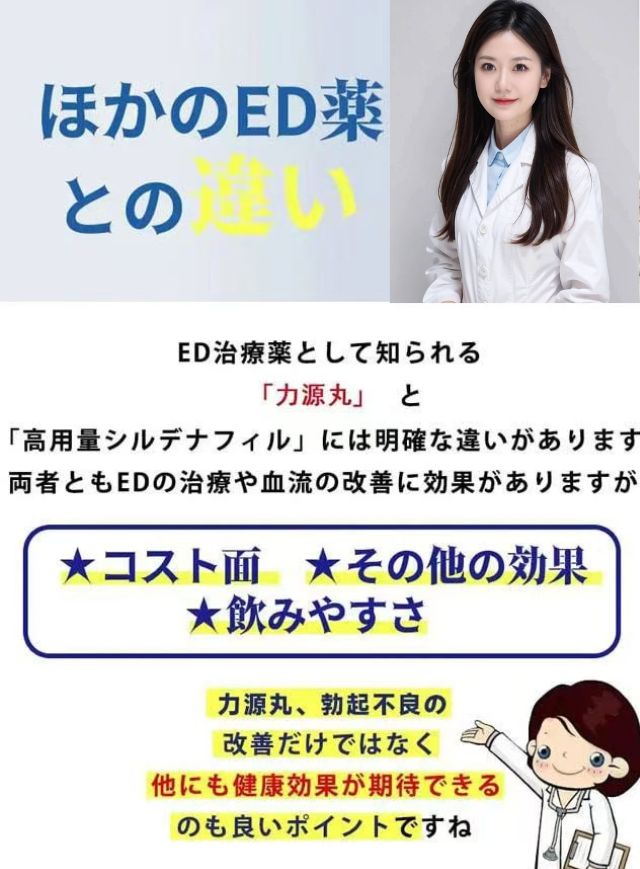 ほかのED薬
との違い
ED治療薬として知られる
「力源丸」 と
「高用量シルデナフィル」には明確な違いがあります
両者ともEDの治療や血流の改善に効果がありますが
★コスト面 ★その他の効果
★飲みやすさ
力源丸、勃起不良の
改善だけではなく
他にも健康効果が期待できる
のも良いポイントですね